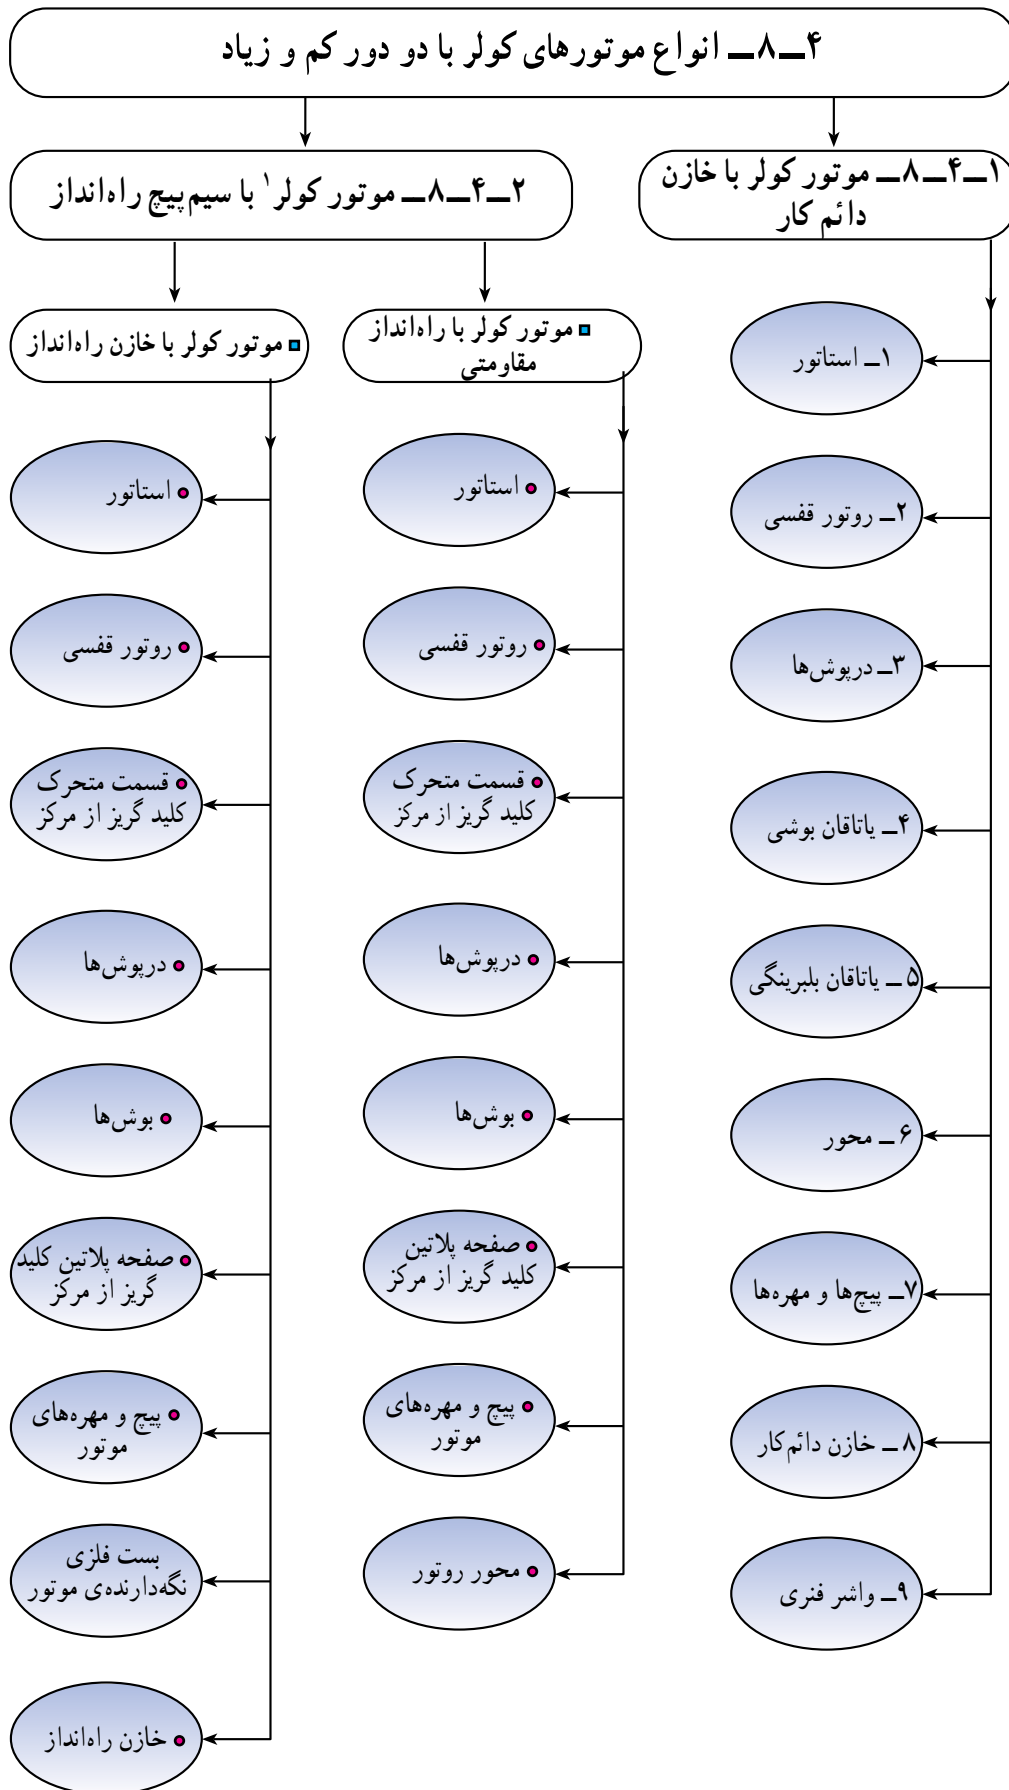 ۴ــ۸ــ انواع موتورهای کولر با دو دور کم و زیاد
۱ــ۴ــ۸ــ موتور کولر با خازن
دائم کار
۱ــ استاتور
۲ــ روتور قفسی
۳ــ درپوش‌ها
۴ــ یاتاقان بوشی
۵ ــ یاتاقان بلبرینگی
۶ ــ محور
۷ــ پیچ‌ها و مهره‌ها
۸ ــ خازن دائم‌کار
۹ــ واشر فنری
۲ــ۴ــ۸ــ موتور کولر۱ با سیم‌پیچ راه‌انداز
موتور کولر با راه‌انداز
مقاومتی
استاتور
روتور قفسی
قسمت متحرک
کلید گریز از مرکز
درپوش‌ها
بوش‌ها
صفحه پلاتین
کلید گریز از مرکز
پیچ و مهره‌های
موتور
محور روتور
موتور کولر با خازن راه‌انداز
استاتور
روتور قفسی
قسمت متحرک
کلید گریز از مرکز
درپوش‌ها
بوش‌ها
صفحه پلاتین کلید
گریز از مرکز
پیچ و مهره‌های
موتور
بست فلزی
نگه‌دارنده‌ی موتور
خازن راه‌انداز